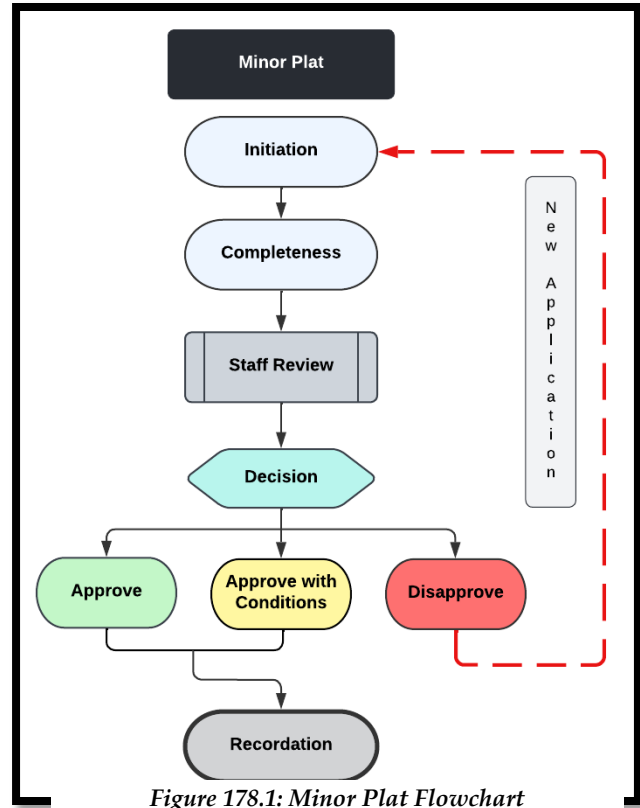 Minor Plat
Initiation
New Application
Completeness
Staff Review
Decision
Approve
Approve with
Conditions
Disapprove
Recordation
Figure 178.1: Minor Plat Flowchart